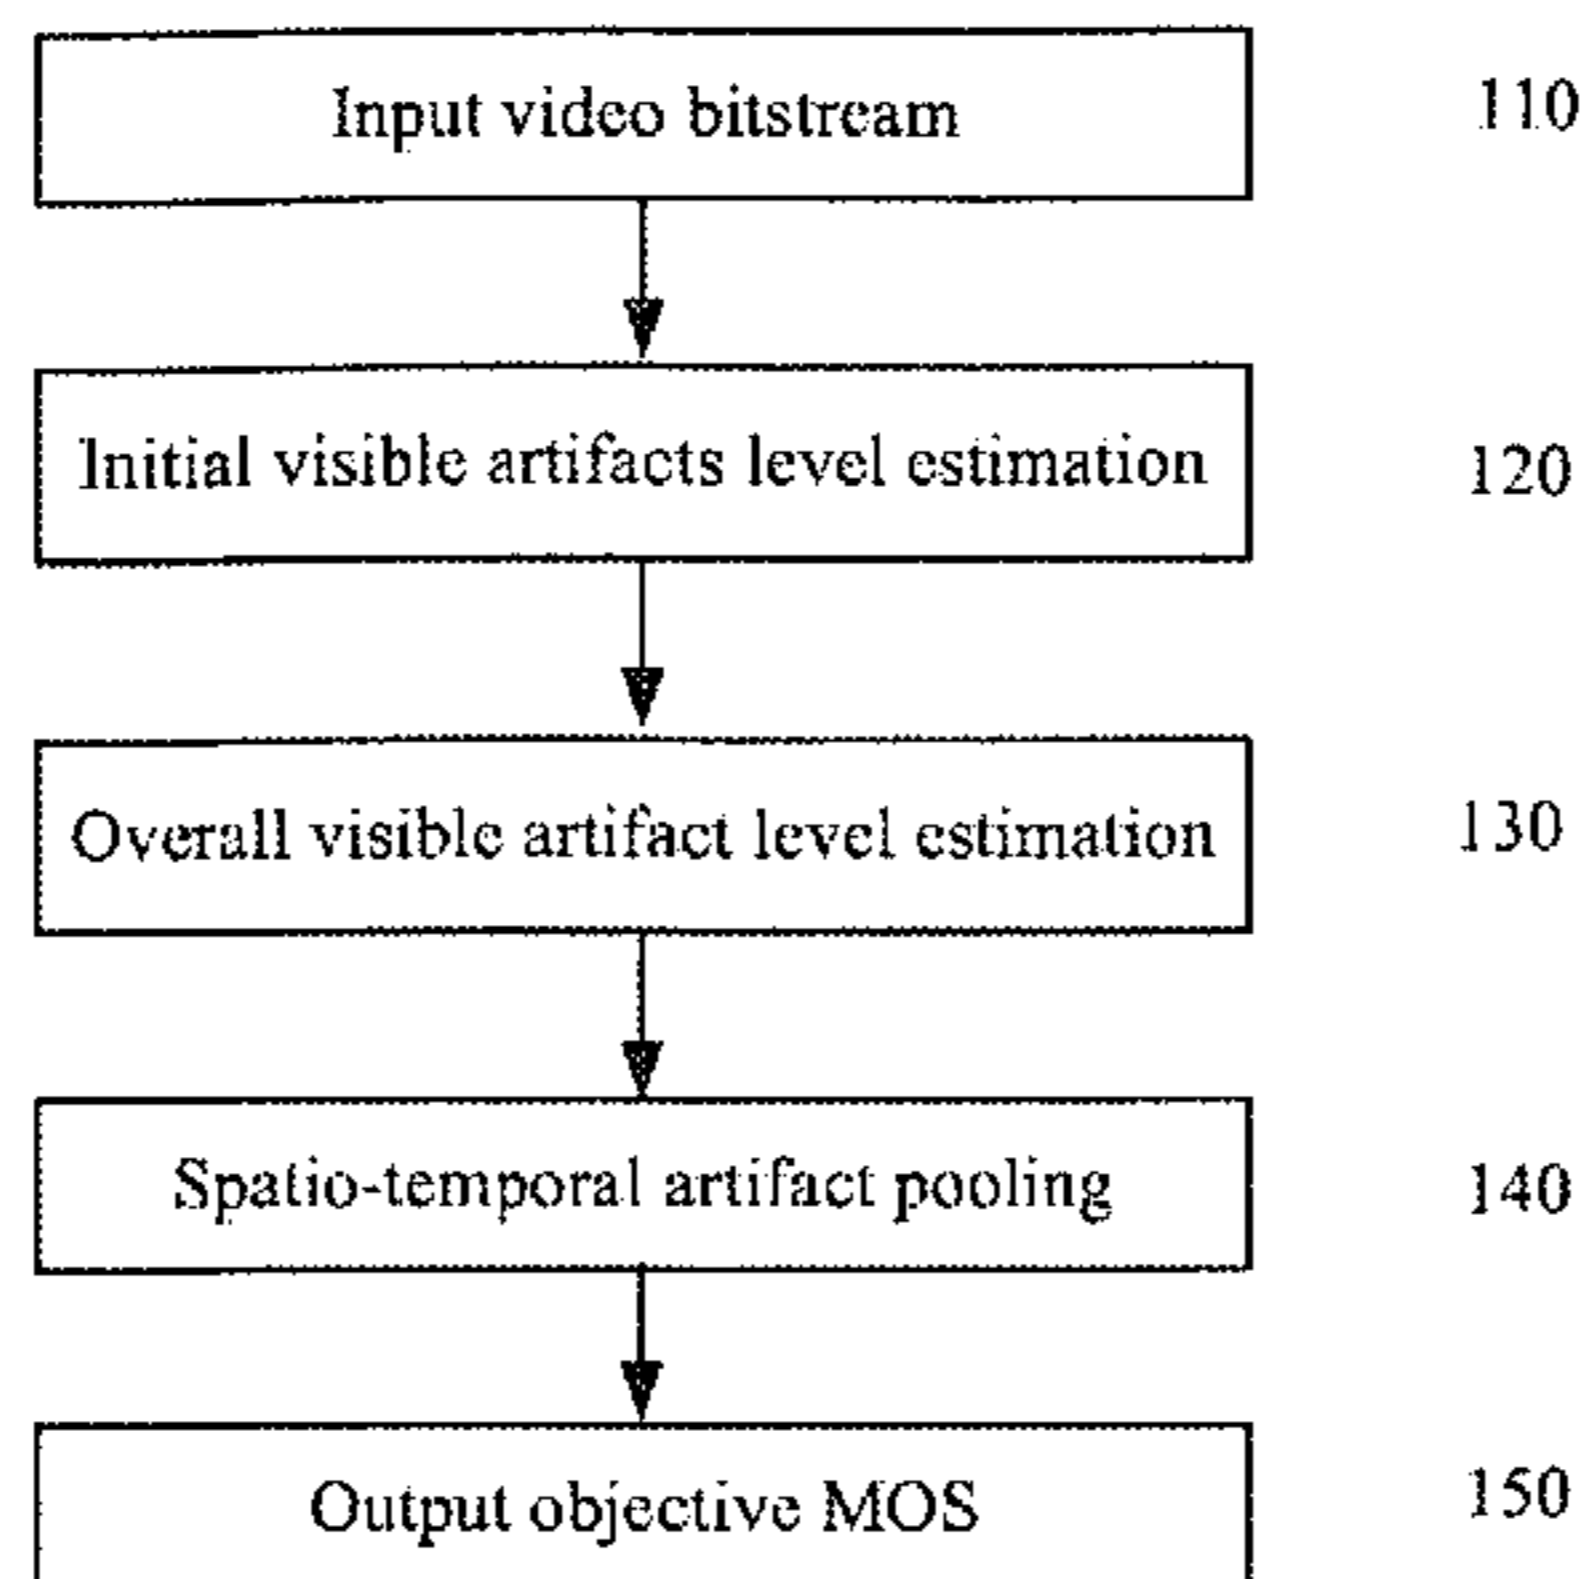 Input video bitstream 110
Initial visible artifacts level estimation 120
Overall visible artifact level estimation 130
Spatio-temporal artifact pooling 140
Output objective MOS 150